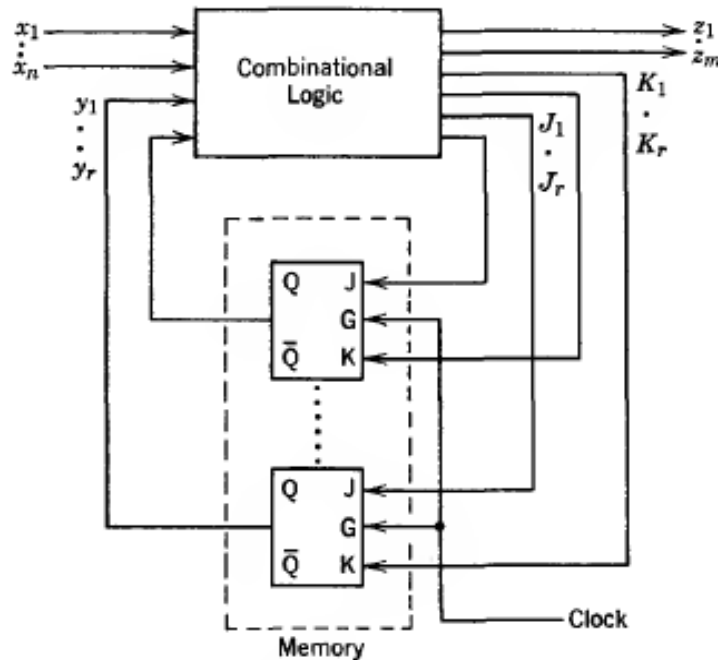 x₁
⋮
xₙ
y₁
⋮
yᵣ
Combinational
Logic
z₁
⋮
zₘ
K₁
⋮
Kᵣ
J₁
⋮
Jᵣ
Q J
G
Q̅ K
Q J
G
Q̅ K
Clock
Memory